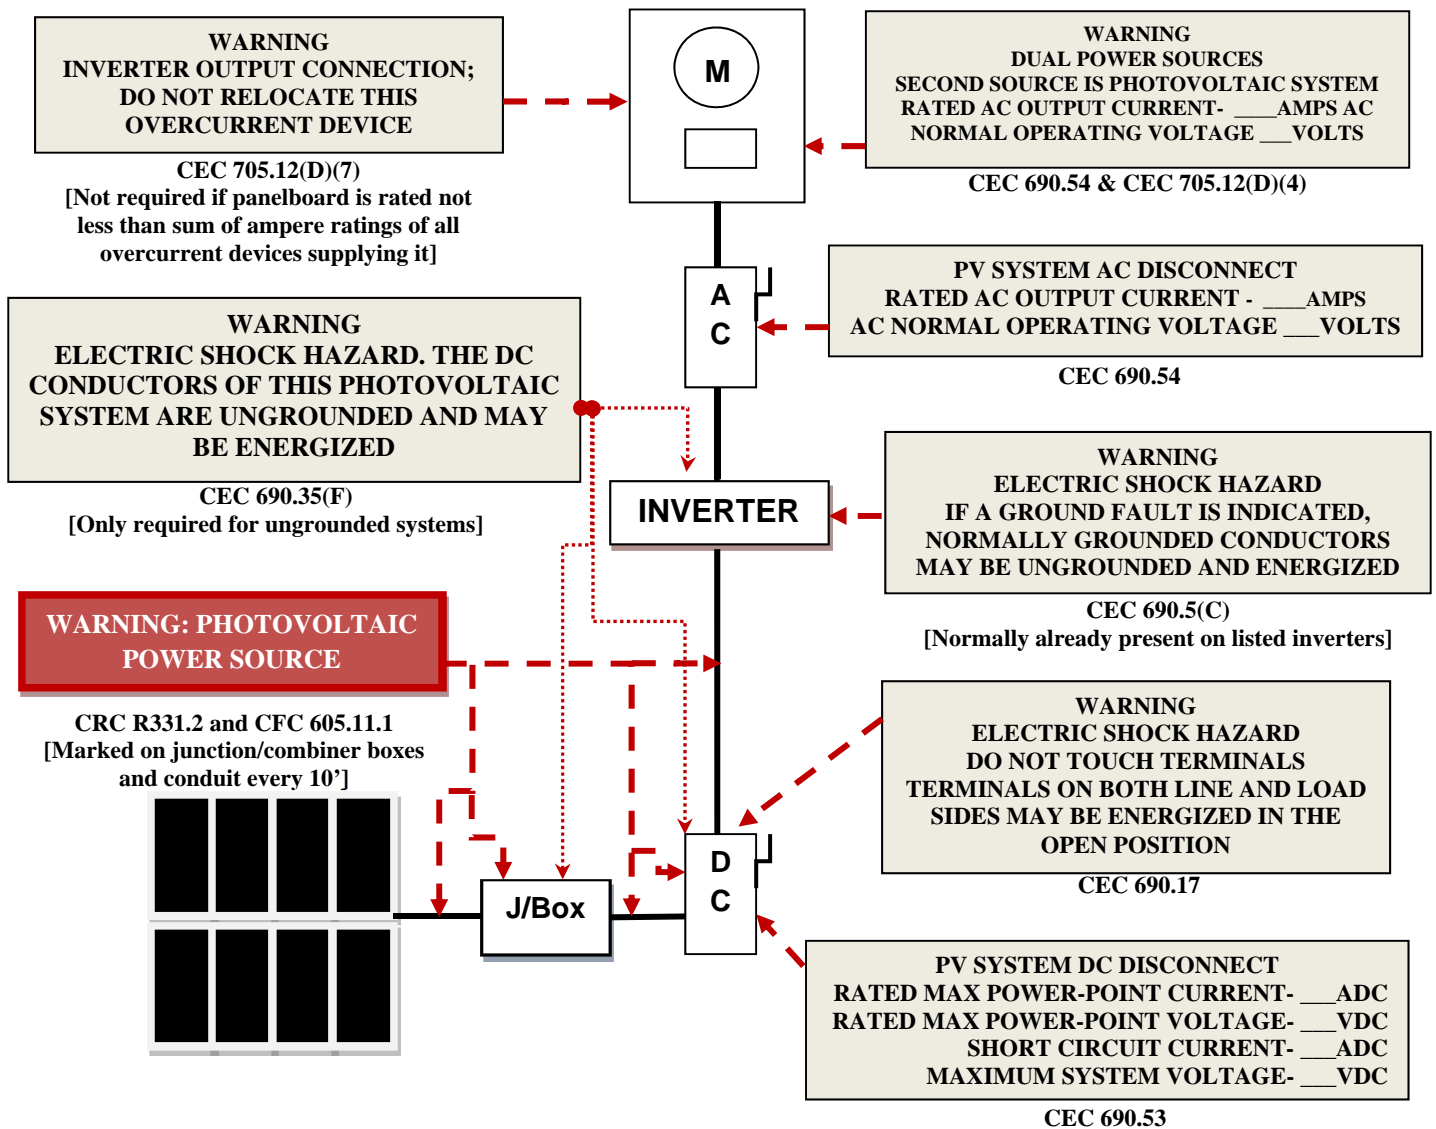 WARNING
INVERTER OUTPUT CONNECTION;
DO NOT RELOCATE THIS
OVERCURRENT DEVICE
CEC 705.12(D)(7)
[Not required if panelboard is rated not
less than sum of ampere ratings of all
overcurrent devices supplying it]
M
WARNING
DUAL POWER SOURCES
SECOND SOURCE IS PHOTOVOLTAIC SYSTEM
RATED AC OUTPUT CURRENT- ____AMPS AC
NORMAL OPERATING VOLTAGE ___VOLTS
CEC 690.54 & CEC 705.12(D)(4)
A
C
PV SYSTEM AC DISCONNECT
RATED AC OUTPUT CURRENT - ____AMPS
AC NORMAL OPERATING VOLTAGE ___VOLTS
CEC 690.54
WARNING
ELECTRIC SHOCK HAZARD. THE DC
CONDUCTORS OF THIS PHOTOVOLTAIC
SYSTEM ARE UNGROUNDED AND MAY
BE ENERGIZED
CEC 690.35(F)
[Only required for ungrounded systems]
INVERTER
WARNING
ELECTRIC SHOCK HAZARD
IF A GROUND FAULT IS INDICATED,
NORMALLY GROUNDED CONDUCTORS
MAY BE UNGROUNDED AND ENERGIZED
CEC 690.5(C)
[Normally already present on listed inverters]
WARNING: PHOTOVOLTAIC
POWER SOURCE
CRC R331.2 and CFC 605.11.1
[Marked on junction/combiner boxes
and conduit every 10’]
WARNING
ELECTRIC SHOCK HAZARD
DO NOT TOUCH TERMINALS
TERMINALS ON BOTH LINE AND LOAD
SIDES MAY BE ENERGIZED IN THE
OPEN POSITION
CEC 690.17
J/Box
D
C
PV SYSTEM DC DISCONNECT
RATED MAX POWER-POINT CURRENT- ___ADC
RATED MAX POWER-POINT VOLTAGE- ___VDC
SHORT CIRCUIT CURRENT- ___ADC
MAXIMUM SYSTEM VOLTAGE- ___VDC
CEC 690.53